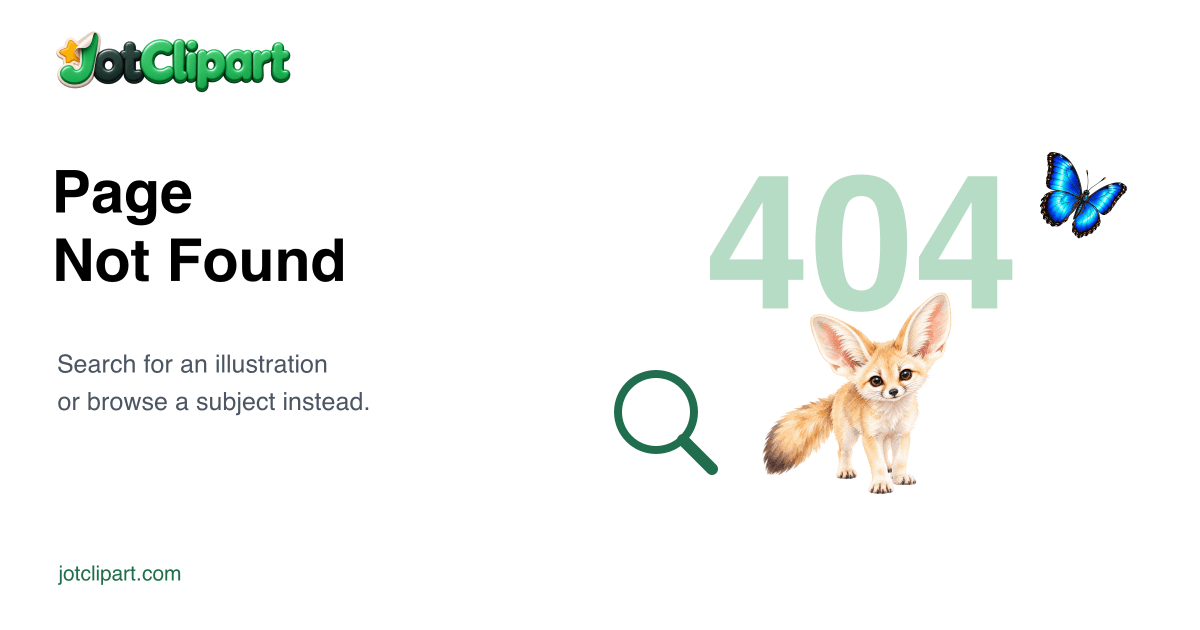 JotClipart
Page
Not Found
404
Search for an illustration
or browse a subject instead.
jotclipart.com